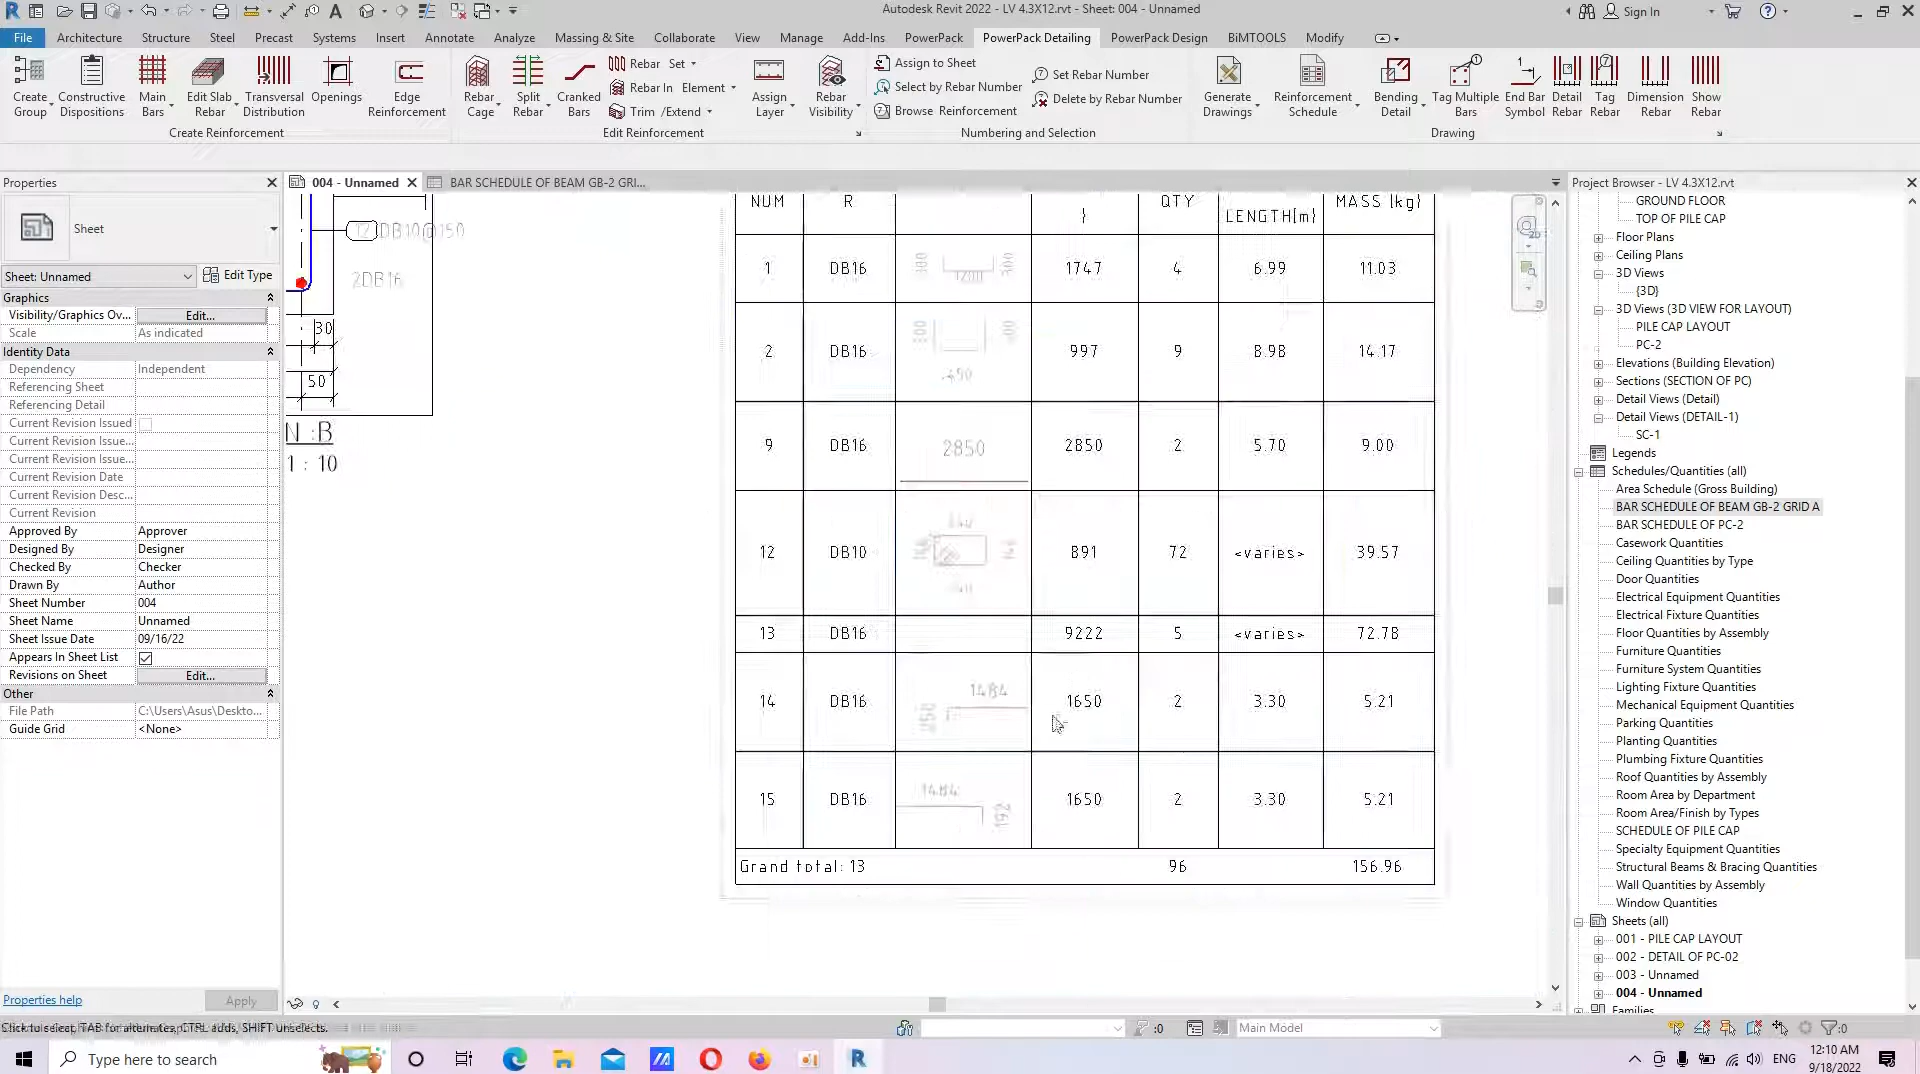 Autodesk Revit 2022 - LV 4.3X12.rvt - Sheet: 004 - Unnamed
Sign In
File Architecture Structure Steel Precast Systems Insert Annotate Analyze Massing & Site Collaborate View Manage Add-Ins PowerPack PowerPack Detailing PowerPack Design BiMTOOLS Modify
Create Group
Constructive Dispositions
Main Bars
Edit Slab Rebar
Transversal Distribution
Openings
Edge Reinforcement
Create Reinforcement
Rebar Cage
Split Rebar
Cranked Bars
Rebar Set
Rebar In Element
Trim /Extend
Assign Layer
Rebar Visibility
Edit Reinforcement
Assign to Sheet
Select by Rebar Number
Browse Reinforcement
Set Rebar Number
Delete by Rebar Number
Numbering and Selection
Generate Drawings
Reinforcement Schedule
Bending Detail
Tag Multiple Bars
End Bar Symbol
Detail Rebar
Tag Rebar
Dimension Rebar
Show Rebar
Drawing
Properties
Sheet
Sheet: Unnamed
Edit Type
Graphics
Visibility/Graphics Ov... Edit...
Scale As indicated
Identity Data
Dependency Independent
Referencing Sheet
Referencing Detail
Current Revision Issued
Current Revision Issue...
Current Revision Issue...
Current Revision Date
Current Revision Desc...
Current Revision
Approved By Approver
Designed By Designer
Checked By Checker
Drawn By Author
Sheet Number 004
Sheet Name Unnamed
Sheet Issue Date 09/16/22
Appears In Sheet List
Revisions on Sheet Edit...
Other
File Path C:\Users\Asus\Deskto...
Guide Grid <None>
Properties help
Apply
004 - Unnamed
BAR SCHEDULE OF BEAM GB-2 GRI...
12 DB10@150
2DB16
30
50
N :B
1 : 10
NUM R } QTY LENGTH(m) MASS (kg)
1 DB16 1747 4 6.99 11.03
2 DB16 997 9 8.98 14.17
9 DB16 2850 2850 2 5.70 9.00
12 DB10 891 72 <varies> 39.57
13 DB16 9222 5 <varies> 72.78
14 DB16 1484 1650 2 3.30 5.21
15 DB16 1484 192 1650 2 3.30 5.21
Grand total: 13 96 156.96
Project Browser - LV 4.3X12.rvt
GROUND FLOOR
TOP OF PILE CAP
Floor Plans
Ceiling Plans
3D Views
{3D}
3D Views (3D VIEW FOR LAYOUT)
PILE CAP LAYOUT
PC-2
Elevations (Building Elevation)
Sections (SECTION OF PC)
Detail Views (Detail)
Detail Views (DETAIL-1)
SC-1
Legends
Schedules/Quantities (all)
Area Schedule (Gross Building)
BAR SCHEDULE OF BEAM GB-2 GRID A
BAR SCHEDULE OF PC-2
Casework Quantities
Ceiling Quantities by Type
Door Quantities
Electrical Equipment Quantities
Electrical Fixture Quantities
Floor Quantities by Assembly
Furniture Quantities
Furniture System Quantities
Lighting Fixture Quantities
Mechanical Equipment Quantities
Parking Quantities
Planting Quantities
Plumbing Fixture Quantities
Roof Quantities by Assembly
Room Area by Department
Room Area/Finish by Types
SCHEDULE OF PILE CAP
Specialty Equipment Quantities
Structural Beams & Bracing Quantities
Wall Quantities by Assembly
Window Quantities
Sheets (all)
001 - PILE CAP LAYOUT
002 - DETAIL OF PC-02
003 - Unnamed
004 - Unnamed
Families
Click to select, TAB for alternates, CTRL adds, SHIFT unselects.
:0
Main Model
:0
Type here to search
ENG
12:10 AM
9/18/2022